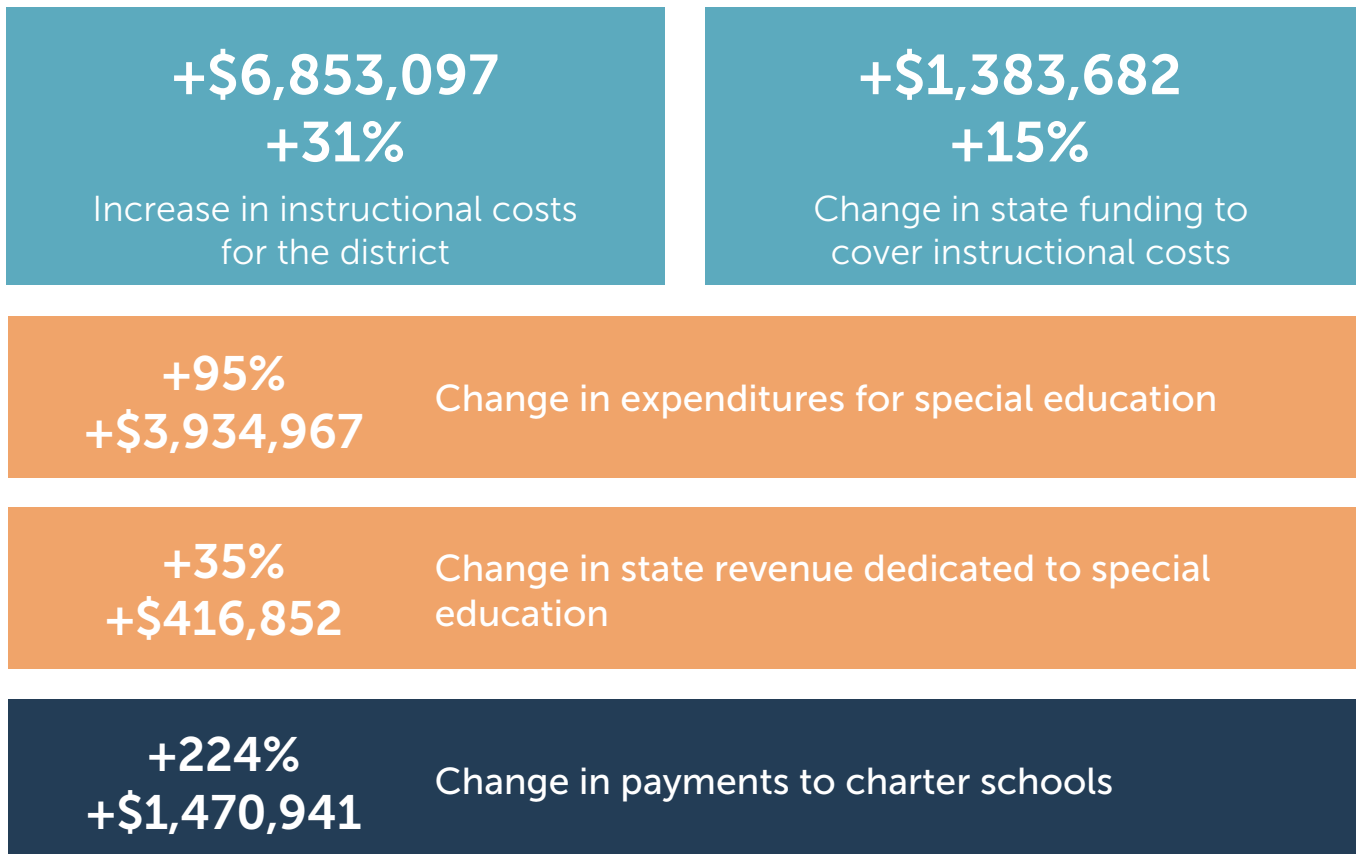 +$6,853,097
+31%
Increase in instructional costs
for the district
+$1,383,682
+15%
Change in state funding to
cover instructional costs
+95%
+$3,934,967
Change in expenditures for special education
+35%
+$416,852
Change in state revenue dedicated to special
education
+224%
+$1,470,941
Change in payments to charter schools